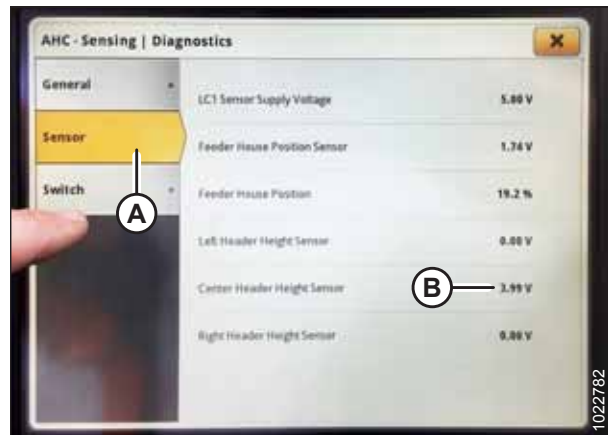 AHC - Sensing | Diagnostics
General
Sensor
Switch
LC1 Sensor Supply Voltage 5.00 V
Feeder House Position Sensor 1.74 V
Feeder House Position 19.2 %
Left Header Height Sensor 0.00 V
Center Header Height Sensor 3.99 V
Right Header Height Sensor 0.00 V
A
B
1022782